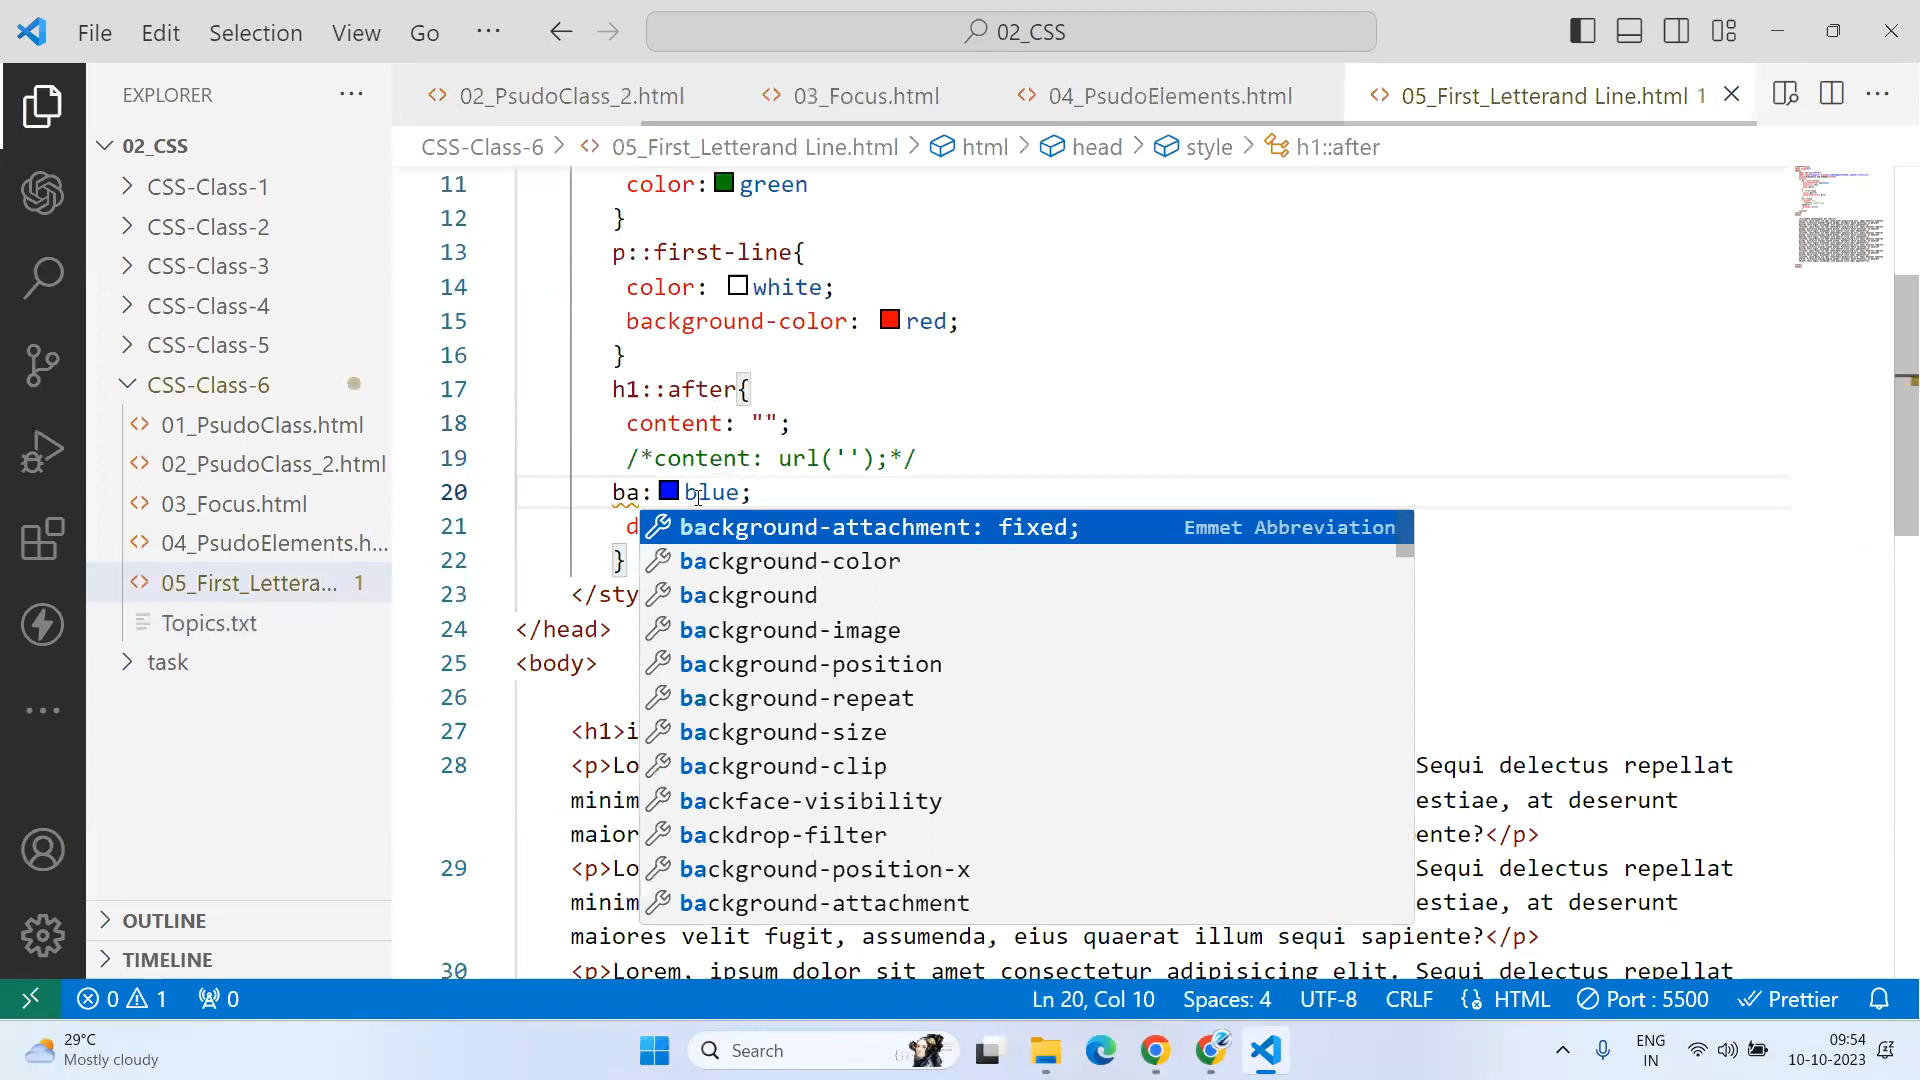 File Edit Selection View Go ... 02_CSS
EXPLORER ...
02_PsudoClass_2.html 03_Focus.html 04_PsudoElements.html 05_First_Letterand Line.html 1
CSS-Class-6 > 05_First_Letterand Line.html > html > head > style > h1::after
02_CSS
CSS-Class-1
CSS-Class-2
CSS-Class-3
CSS-Class-4
CSS-Class-5
CSS-Class-6
01_PsudoClass.html
02_PsudoClass_2.html
03_Focus.html
04_PsudoElements.h...
05_First_Lettera... 1
Topics.txt
task
OUTLINE
TIMELINE
11 color: green
12 }
13 p::first-line{
14 color: white;
15 background-color: red;
16 }
17 h1::after{
18 content: "";
19 /*content: url('');*/
20 ba: blue;
21 d
22 }
23 </sty
24 </head>
25 <body>
26
27 <h1>i
28 <p>Lo Sequi delectus repellat
minim estiae, at deserunt
maior ente?</p>
29 <p>Lo Sequi delectus repellat
minim estiae, at deserunt
maiores velit fugit, assumenda, eius quaerat illum sequi sapiente?</p>
30 <p>Lorem, ipsum dolor sit amet consectetur adipisicing elit. Sequi delectus repellat
background-attachment: fixed; Emmet Abbreviation
background-color
background
background-image
background-position
background-repeat
background-size
background-clip
backface-visibility
backdrop-filter
background-position-x
background-attachment
0 1 0 Ln 20, Col 10 Spaces: 4 UTF-8 CRLF HTML Port : 5500 Prettier
29°C
Mostly cloudy
Search
ENG
IN
09:54
10-10-2023